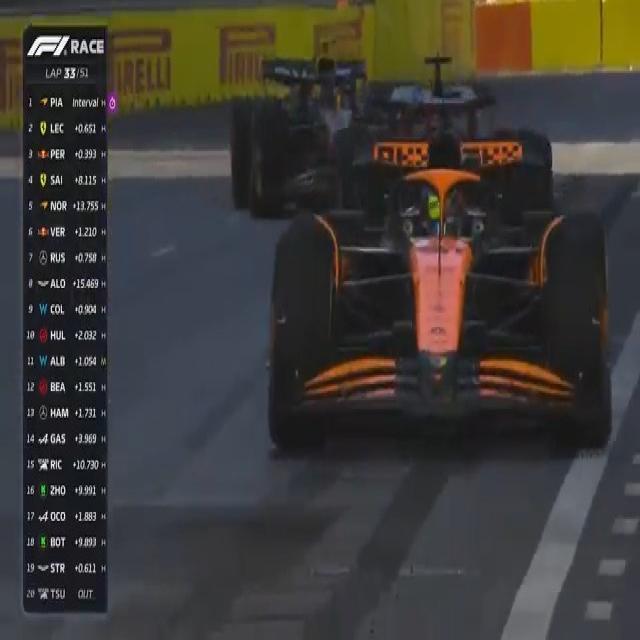 F1 RACE
LAP 33/51
1 PIA Interval H
2 LEC +0.651 H
3 PER +0.393 H
4 SAI +8.115 H
5 NOR +13.755 H
6 VER +1.210 H
7 RUS +0.758 H
8 ALO +15.469 H
9 COL +0.904 H
10 HUL +2.032 H
11 ALB +1.054 M
12 BEA +1.551 H
13 HAM +1.731 H
14 GAS +3.969 H
15 RIC +10.730 H
16 ZHO +9.991 H
17 OCO +1.883 H
18 BOT +9.893 H
19 STR +0.611 H
20 TSU OUT
PIRELLI